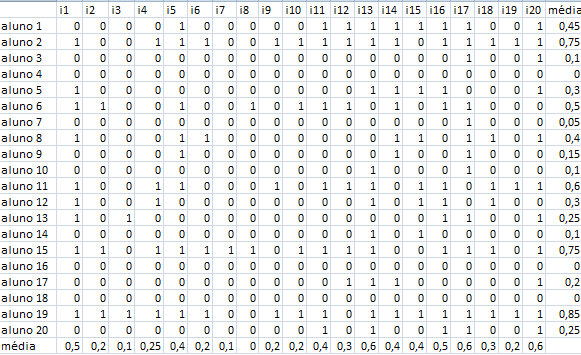 i1 i2 i3 i4 i5 i6 i7 i8 i9 i10 i11 i12 i13 i14 i15 i16 i17 i18 i19 i20 média
aluno 1 0 0 0 0 1 0 0 0 0 0 1 1 1 1 1 1 1 0 0 1 0,45
aluno 2 1 0 0 1 1 1 0 0 1 1 1 1 1 1 0 1 1 1 1 1 0,75
aluno 3 0 0 0 0 0 0 0 0 0 0 0 0 0 0 0 0 1 0 0 1 0,1
aluno 4 0 0 0 0 0 0 0 0 0 0 0 0 0 0 0 0 0 0 0 0 0
aluno 5 1 0 0 0 0 0 0 0 0 0 0 0 1 1 1 1 0 0 0 1 0,3
aluno 6 1 1 0 0 1 0 0 1 0 1 1 1 0 1 0 1 1 0 0 0 0,5
aluno 7 0 0 0 0 0 0 0 0 0 0 0 0 0 0 0 0 1 0 0 0 0,05
aluno 8 1 0 0 0 1 1 0 0 0 0 0 0 0 1 1 0 1 1 0 1 0,4
aluno 9 0 0 0 0 1 0 0 0 0 0 0 0 0 1 0 0 1 0 0 0 0,15
aluno 10 0 0 0 0 0 0 0 0 0 0 0 0 1 0 0 0 1 0 0 0 0,1
aluno 11 1 0 0 1 1 0 0 0 1 0 1 1 0 1 0 1 1 1 1 1 0,6
aluno 12 1 0 0 1 0 0 0 0 0 0 0 0 1 0 1 1 0 0 0 1 0,3
aluno 13 1 0 1 0 0 0 0 0 0 0 0 0 0 0 0 1 1 0 0 1 0,25
aluno 14 0 0 0 0 0 0 0 0 0 0 0 0 1 0 1 0 0 0 0 0 0,1
aluno 15 1 1 0 1 1 1 1 1 0 1 1 1 1 0 0 1 1 1 0 1 0,75
aluno 16 0 0 0 0 0 0 0 0 0 0 0 0 0 0 0 0 0 0 0 0 0
aluno 17 0 0 0 0 0 0 0 0 0 0 0 1 1 1 0 0 0 0 0 1 0,2
aluno 18 0 0 0 0 0 0 0 0 0 0 0 0 0 0 0 0 0 0 0 0 0
aluno 19 1 1 1 1 1 1 0 0 1 1 1 1 1 1 0 1 1 1 1 1 0,85
aluno 20 0 0 0 0 0 0 0 0 0 0 1 0 1 0 0 1 1 0 0 1 0,25
média 0,5 0,2 0,1 0,25 0,4 0,2 0,1 0 0,2 0,2 0,4 0,3 0,6 0,4 0,4 0,5 0,6 0,3 0,2 0,6